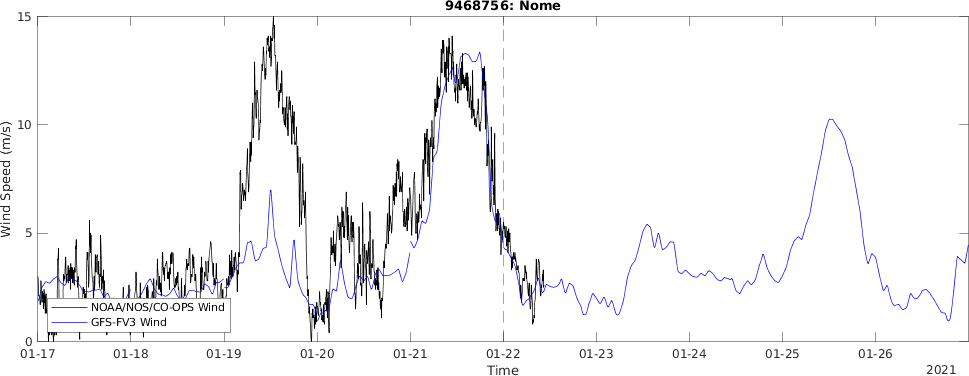 9468756: Nome
15
10
5
0
Wind Speed (m/s)
NOAA/NOS/CO-OPS Wind
GFS-FV3 Wind
01-17 01-18 01-19 01-20 01-21 01-22 01-23 01-24 01-25 01-26
Time
2021